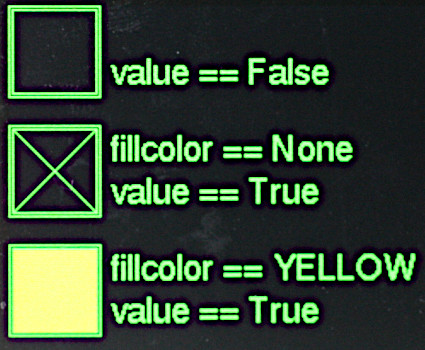 value == False
fillcolor == None
value == True
fillcolor == YELLOW
value == True